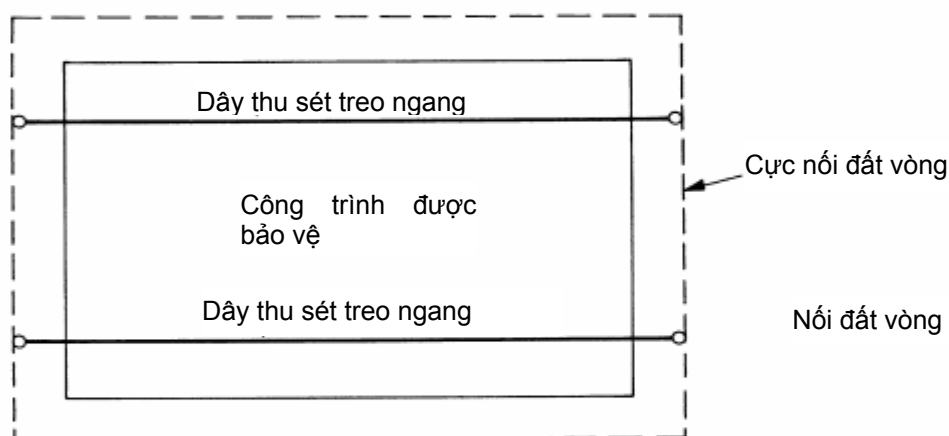 Dây thu sét treo ngang
Cực nối đất vòng
Công trình được
bảo vệ
Dây thu sét treo ngang
Nối đất vòng